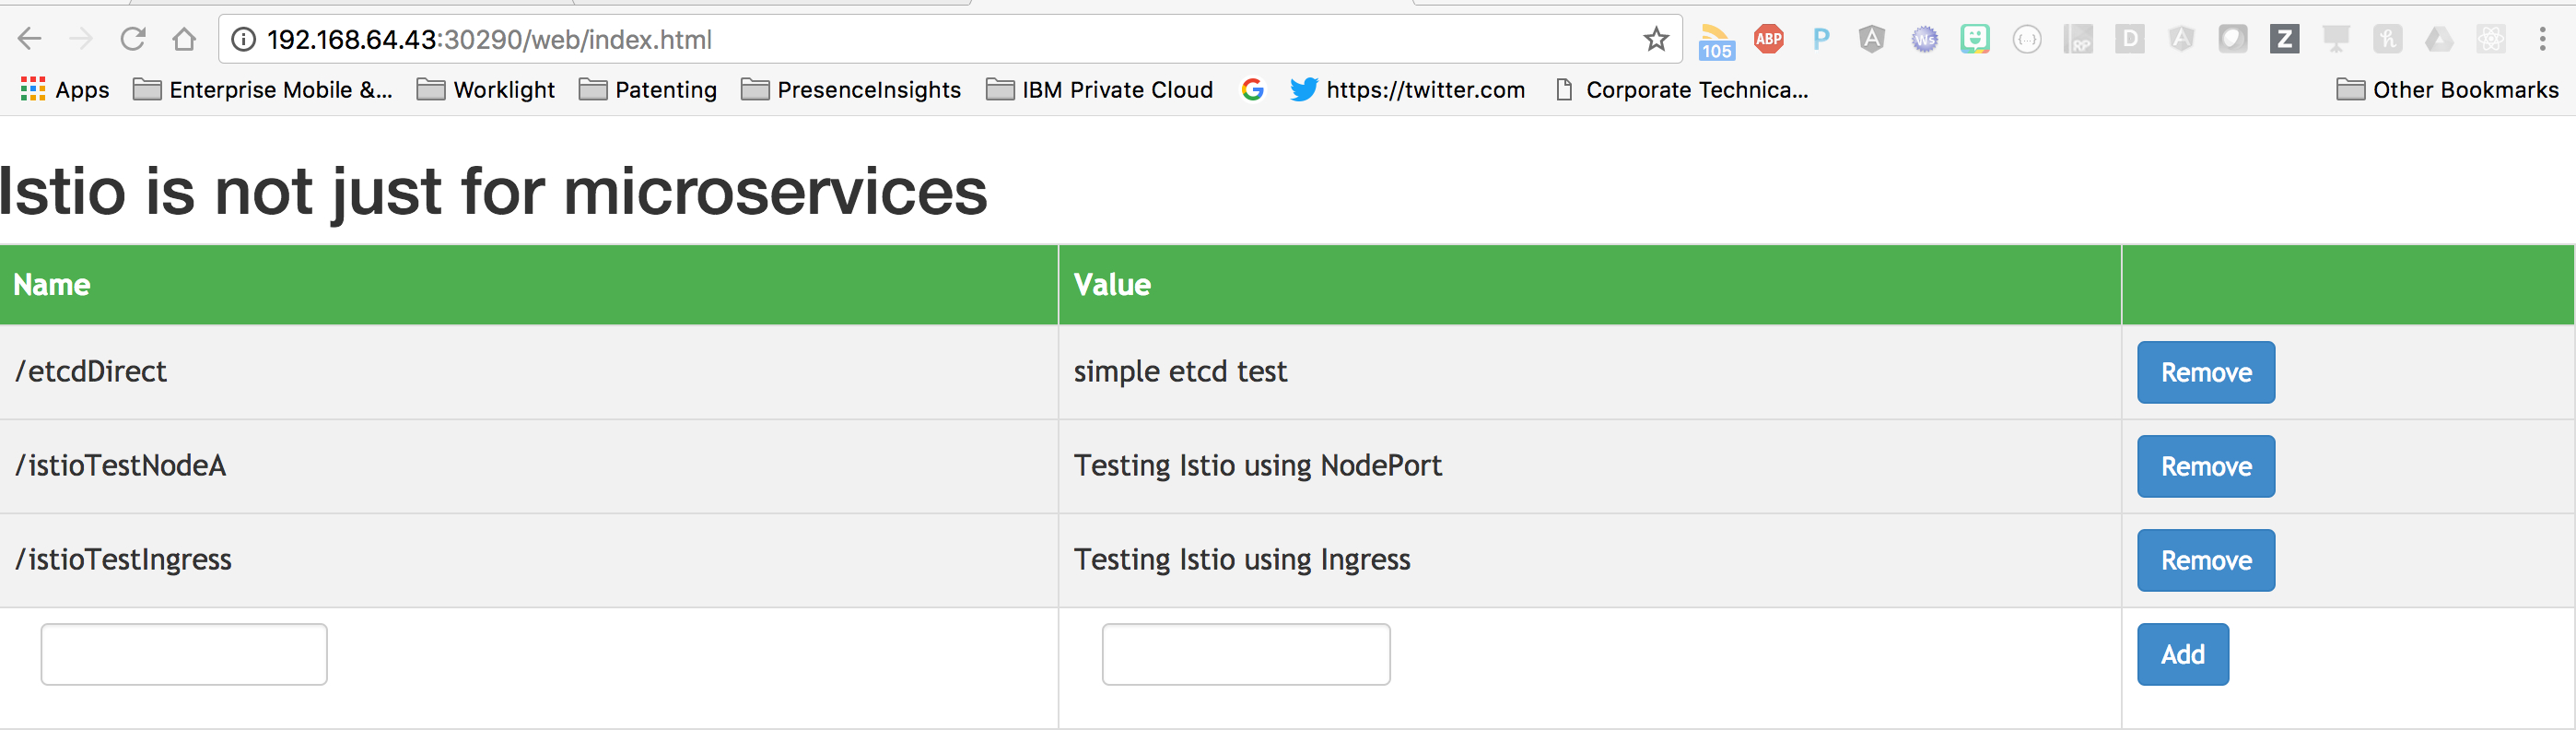 192.168.64.43:30290/web/index.html
105 ABP P A Ws {...} RP D A Z h
Apps Enterprise Mobile &... Worklight Patenting PresenceInsights IBM Private Cloud G https://twitter.com Corporate Technica... Other Bookmarks
Istio is not just for microservices
Name Value
/etcdDirect simple etcd test Remove
/istioTestNodeA Testing Istio using NodePort Remove
/istioTestIngress Testing Istio using Ingress Remove
Add